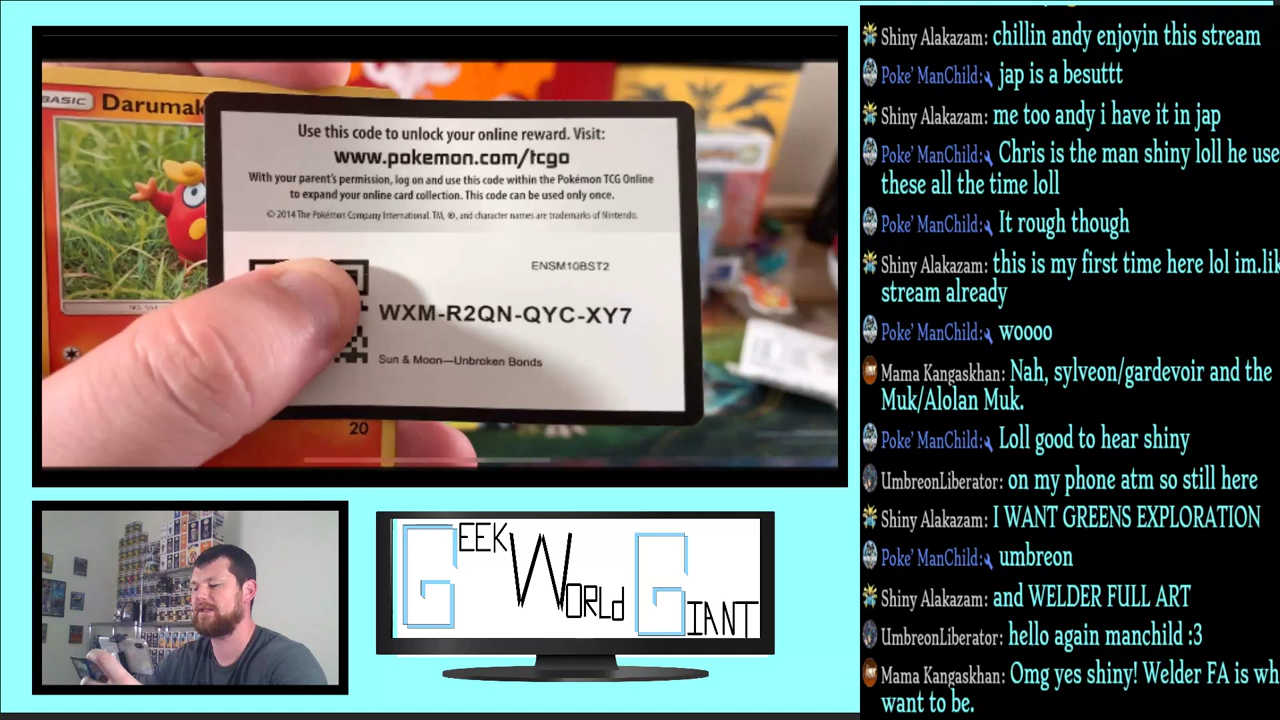 BASIC Darumak
Use this code to unlock your online reward. Visit:
www.pokemon.com/tcgo
With your parent's permission, log on and use this code within the Pokémon TCG Online
to expand your online card collection. This code can be used only once.
© 2014 The Pokémon Company International. TM, ®, and character names are trademarks of Nintendo.
ENSM10BST2
WXM-R2QN-QYC-XY7
Sun & Moon—Unbroken Bonds
20
GEEK
WORLD
GIANT
Shiny Alakazam: chillin andy enjoyin this stream
Poke' ManChild: jap is a besuttt
Shiny Alakazam: me too andy i have it in jap
Poke' ManChild: Chris is the man shiny loll he use
these all the time loll
Poke' ManChild: It rough though
Shiny Alakazam: this is my first time here lol im.lik
stream already
Poke' ManChild: woooo
Mama Kangaskhan: Nah, sylveon/gardevoir and the
Muk/Alolan Muk.
Poke' ManChild: Loll good to hear shiny
UmbreonLiberator: on my phone atm so still here
Shiny Alakazam: I WANT GREENS EXPLORATION
Poke' ManChild: umbreon
Shiny Alakazam: and WELDER FULL ART
UmbreonLiberator: hello again manchild :3
Mama Kangaskhan: Omg yes shiny! Welder FA is wh
want to be.